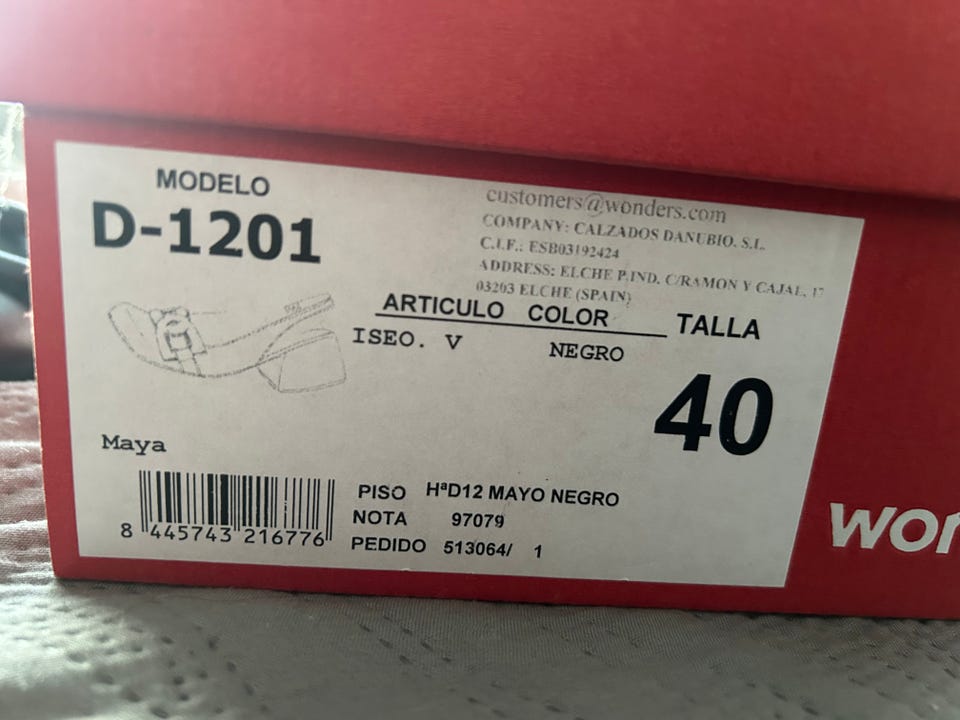 MODELO
D-1201
customers@wonders.com
COMPANY: CALZADOS DANUBIO. S.L.
C.I.F.: ESB03192424
ADDRESS: ELCHE P.IND. C/RAMON Y CAJAL, 17
03203 ELCHE (SPAIN)
ARTICULO COLOR TALLA
ISEO. V NEGRO
40
Maya
8 445743 216776
PISO HªD12 MAYO NEGRO
NOTA 97079
PEDIDO 513064/ 1
wor